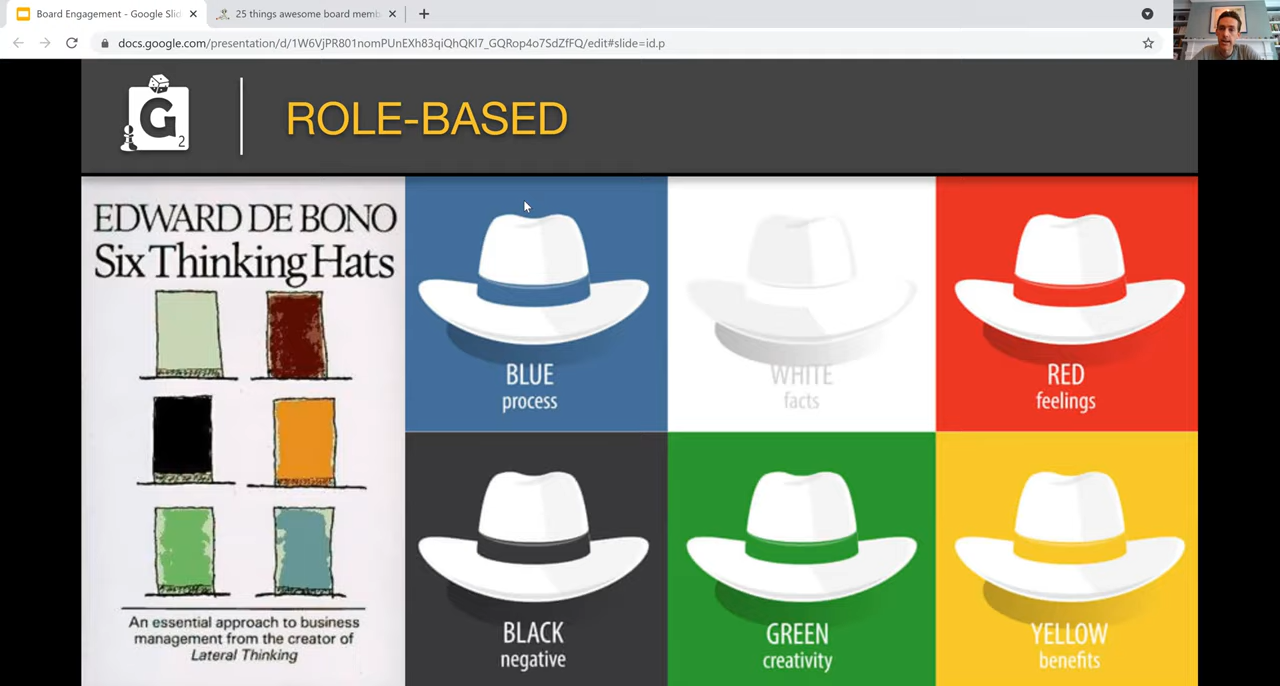 Board Engagement - Google Slid
25 things awesome board memb
docs.google.com/presentation/d/1W6VjPR801nomPUnEXh83qiQhQKI7_GQRop4o7SdZfFQ/edit#slide=id.p
G
2
ROLE-BASED
EDWARD DE BONO
Six Thinking Hats
An essential approach to business
management from the creator of
Lateral Thinking
BLUE
process
WHITE
facts
RED
feelings
BLACK
negative
GREEN
creativity
YELLOW
benefits